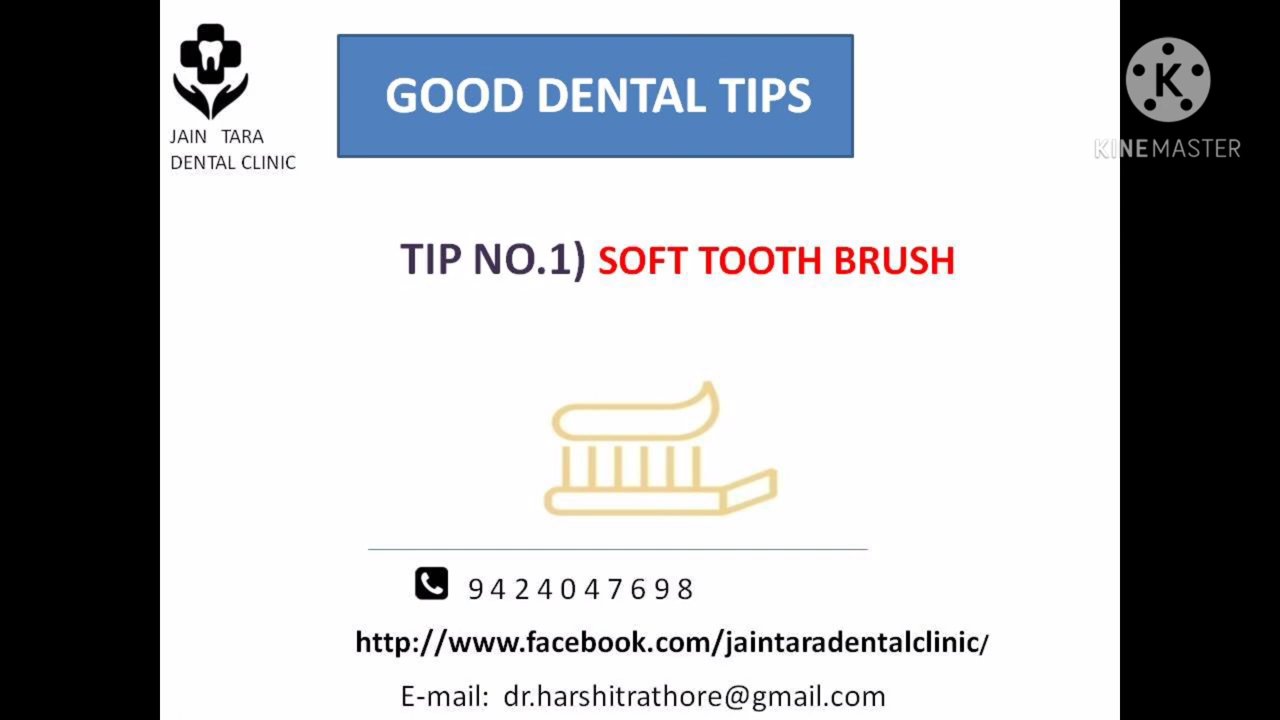 JAIN TARA
DENTAL CLINIC
GOOD DENTAL TIPS
K
KINEMASTER
TIP NO.1) SOFT TOOTH BRUSH
9424047698
http://www.facebook.com/jaintaradentalclinic/
E-mail: dr.harshitrathore@gmail.com